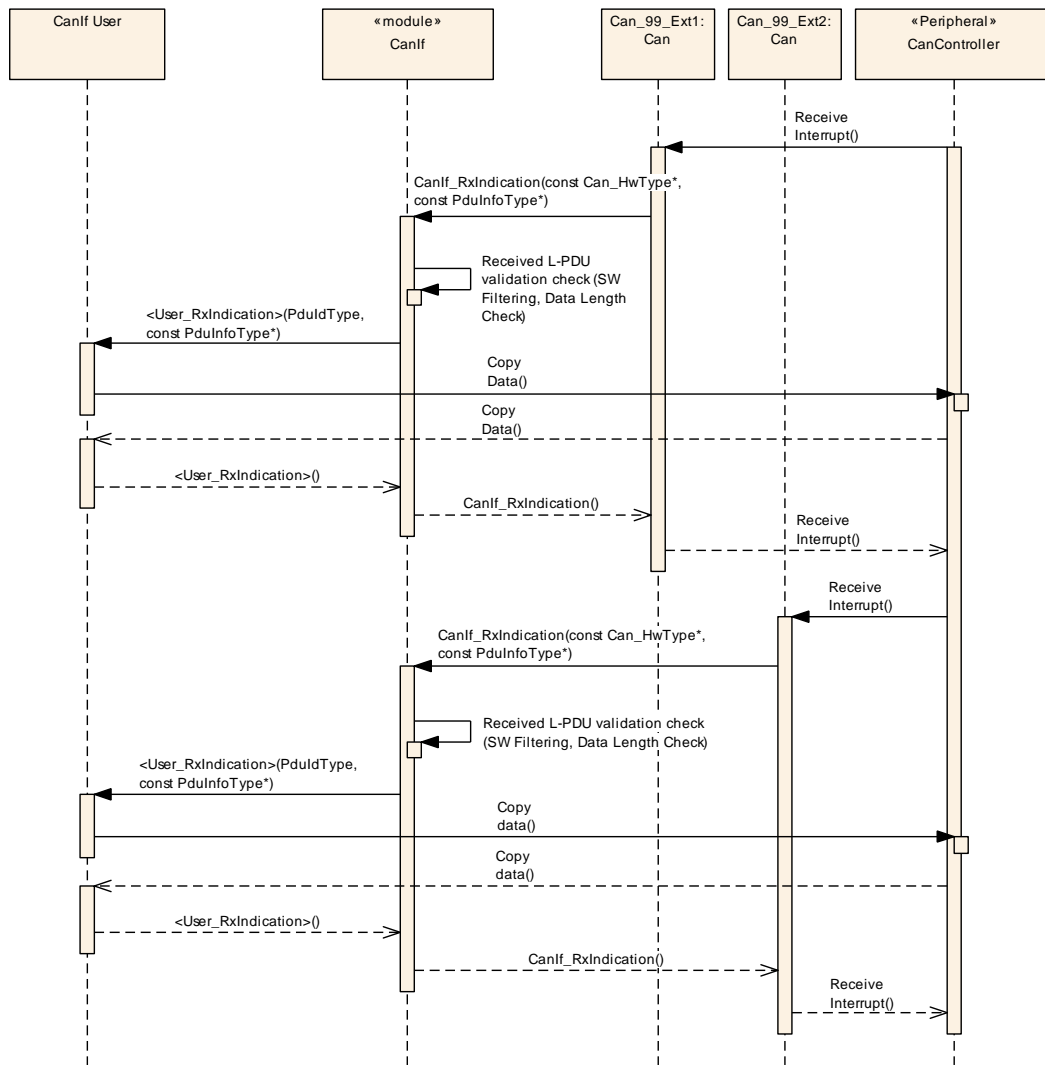 CanIf User
«module»
CanIf
Can_99_Ext1:
Can
Can_99_Ext2:
Can
«Peripheral»
CanController
Receive
Interrupt()
CanIf_RxIndication(const Can_HwType*,
const PduInfoType*)
Received L-PDU
validation check (SW
Filtering, Data Length
Check)
<User_RxIndication>(PduIdType,
const PduInfoType*)
Copy
Data()
Copy
Data()
<User_RxIndication>()
CanIf_RxIndication()
Receive
Interrupt()
Receive
Interrupt()
CanIf_RxIndication(const Can_HwType*,
const PduInfoType*)
Received L-PDU validation check
(SW Filtering, Data Length Check)
<User_RxIndication>(PduIdType,
const PduInfoType*)
Copy
data()
Copy
data()
<User_RxIndication>()
CanIf_RxIndication()
Receive
Interrupt()